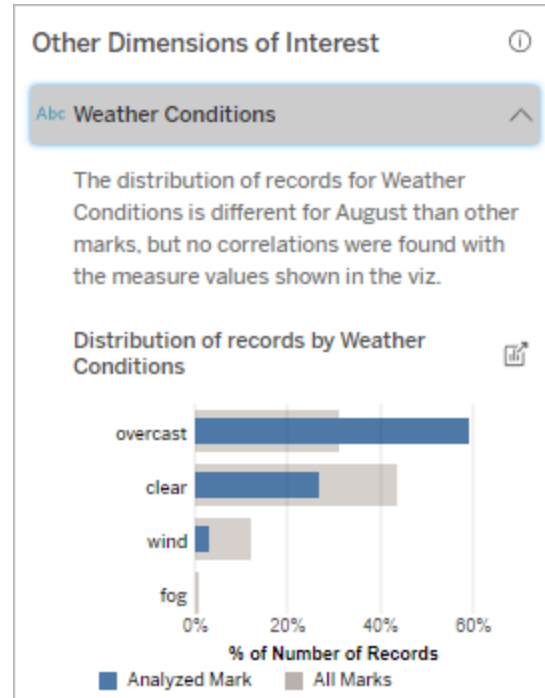 Other Dimensions of Interest
Abc Weather Conditions
The distribution of records for Weather
Conditions is different for August than other
marks, but no correlations were found with
the measure values shown in the viz.
Distribution of records by Weather
Conditions
overcast
clear
wind
fog
0% 20% 40% 60%
% of Number of Records
Analyzed Mark All Marks